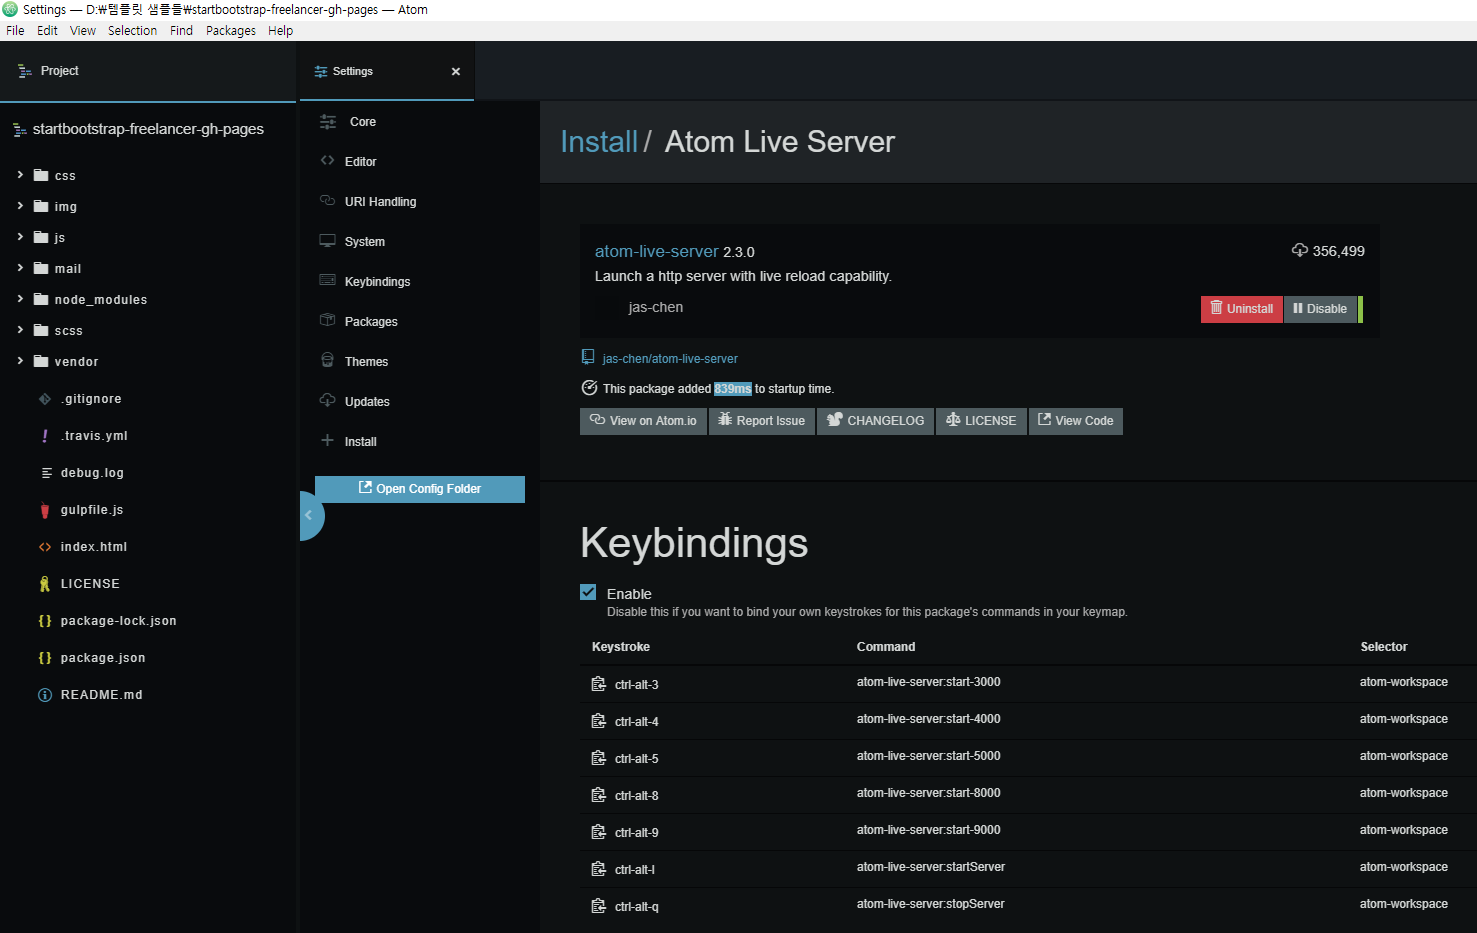 Settings — D:₩템플릿 샘플들₩startbootstrap-freelancer-gh-pages — Atom
File Edit View Selection Find Packages Help
Project
startbootstrap-freelancer-gh-pages
css
img
js
mail
node_modules
scss
vendor
.gitignore
.travis.yml
debug.log
gulpfile.js
index.html
LICENSE
package-lock.json
package.json
README.md
Settings
Core
Editor
URI Handling
System
Keybindings
Packages
Themes
Updates
Install
Open Config Folder
Install / Atom Live Server
atom-live-server 2.3.0 356,499
Launch a http server with live reload capability.
jas-chen Uninstall Disable
jas-chen/atom-live-server
This package added 839ms to startup time.
View on Atom.io Report Issue CHANGELOG LICENSE View Code
Keybindings
Enable
Disable this if you want to bind your own keystrokes for this package's commands in your keymap.
Keystroke Command Selector
ctrl-alt-3 atom-live-server:start-3000 atom-workspace
ctrl-alt-4 atom-live-server:start-4000 atom-workspace
ctrl-alt-5 atom-live-server:start-5000 atom-workspace
ctrl-alt-8 atom-live-server:start-8000 atom-workspace
ctrl-alt-9 atom-live-server:start-9000 atom-workspace
ctrl-alt-l atom-live-server:startServer atom-workspace
ctrl-alt-q atom-live-server:stopServer atom-workspace